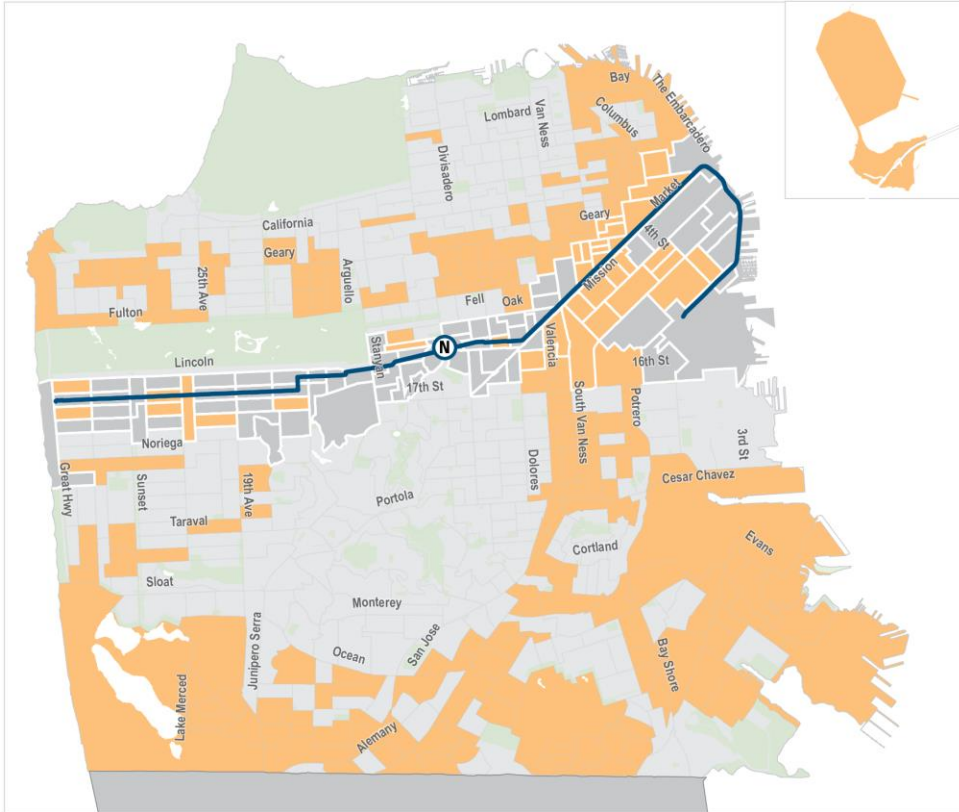 Bay
The Embarcadero
Columbus
Lombard
Van Ness
Divisadero
Market
California
Geary
Geary
4th St
25th Ave
Arguello
Mission
Fell
Oak
Fulton
Stanyan
N
Valencia
Lincoln
16th St
17th St
South Van Ness
Potrero
Noriega
3rd St
Great Hwy
Sunset
19th Ave
Dolores
Cesar Chavez
Portola
Taraval
Evans
Cortland
Sloat
Monterey
Junipero Serra
Ocean
San Jose
Bay Shore
Lake Merced
Alemany